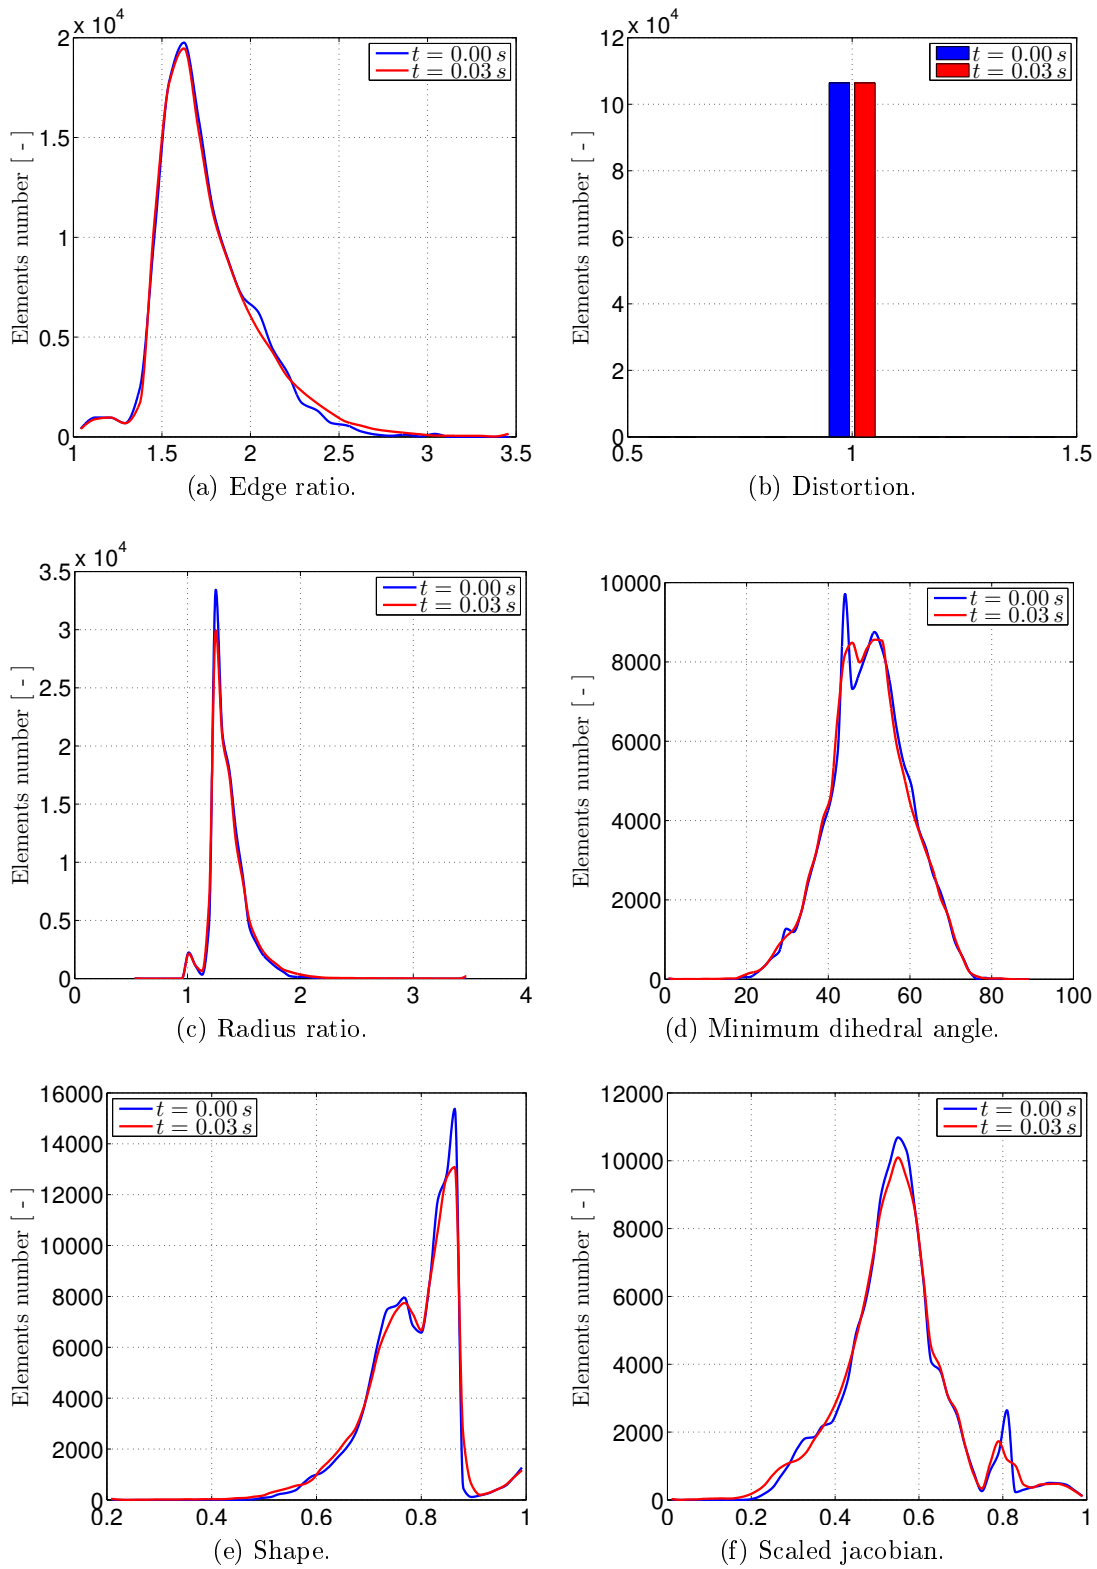 x 10^4
2
1.5
1
0.5
0
Elements number [ - ]
t = 0.00 s
t = 0.03 s
1 1.5 2 2.5 3 3.5
(a) Edge ratio.
x 10^4
12
10
8
6
4
2
0
Elements number [ - ]
t = 0.00 s
t = 0.03 s
0.5 1 1.5
(b) Distortion.
x 10^4
3.5
3
2.5
2
1.5
1
0.5
0
Elements number [ - ]
t = 0.00 s
t = 0.03 s
0 1 2 3 4
(c) Radius ratio.
10000
8000
6000
4000
2000
0
Elements number [ - ]
t = 0.00 s
t = 0.03 s
0 20 40 60 80 100
(d) Minimum dihedral angle.
16000
14000
12000
10000
8000
6000
4000
2000
0
Elements number [ - ]
t = 0.00 s
t = 0.03 s
0.2 0.4 0.6 0.8 1
(e) Shape.
12000
10000
8000
6000
4000
2000
0
Elements number [ - ]
t = 0.00 s
t = 0.03 s
0 0.2 0.4 0.6 0.8 1
(f) Scaled jacobian.